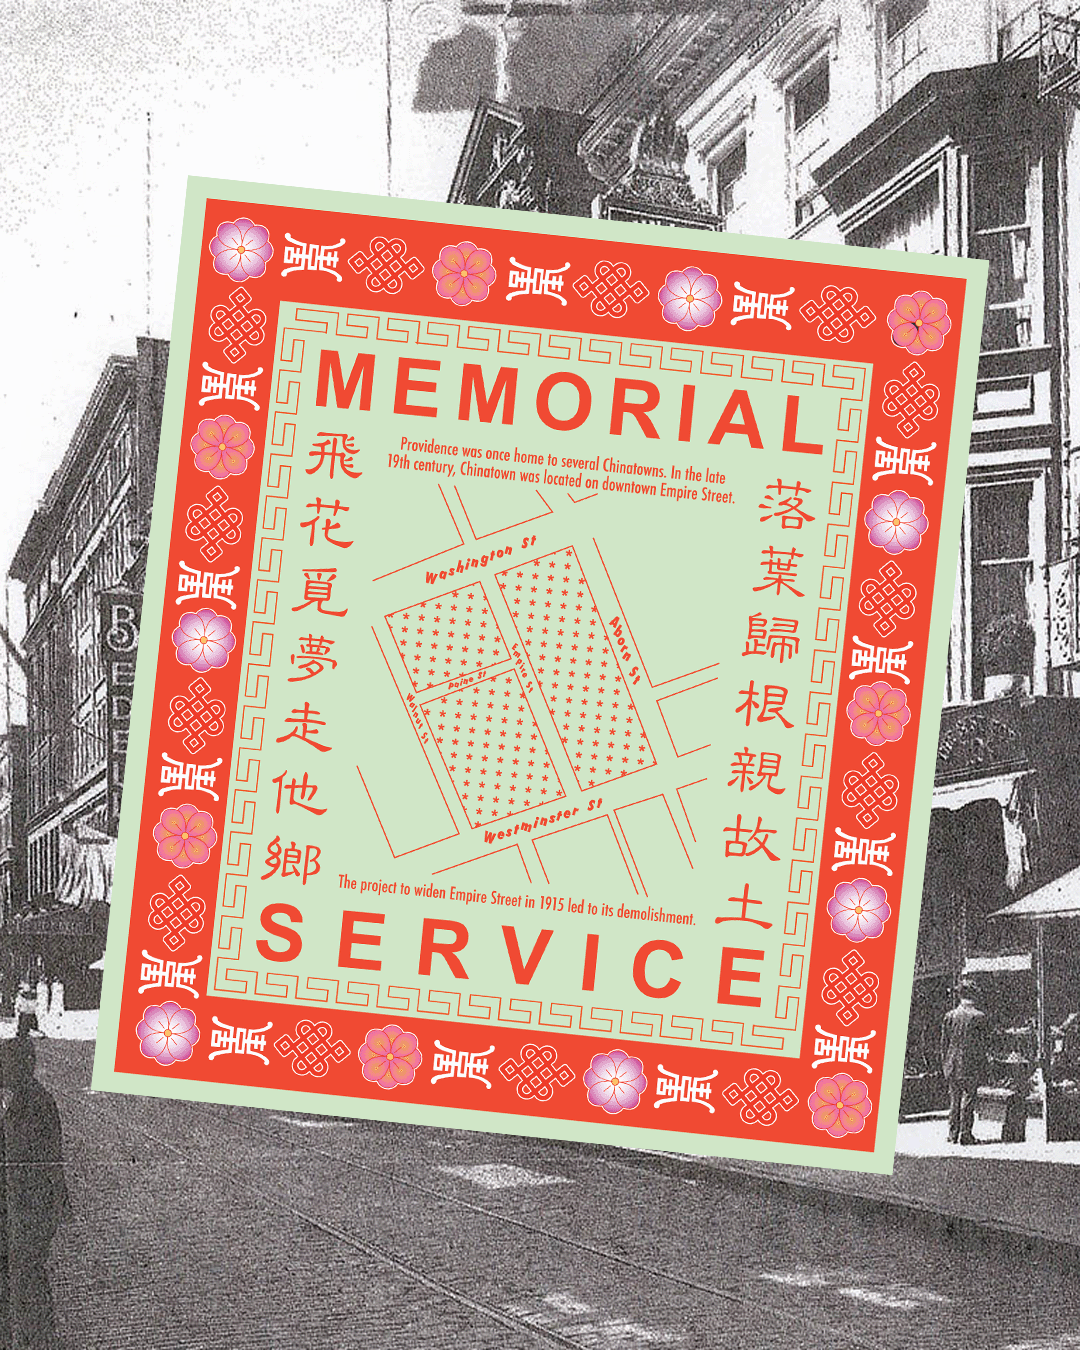 MEMORIAL
Providence was once home to several Chinatowns. In the late
19th century, Chinatown was located on downtown Empire Street.
飛花覓夢走他鄉
落葉歸根親故土
Washington St
Aborn St
Empire St
Paine St
Walnut St
Westminster St
The project to widen Empire Street in 1915 led to its demolishment.
SERVICE